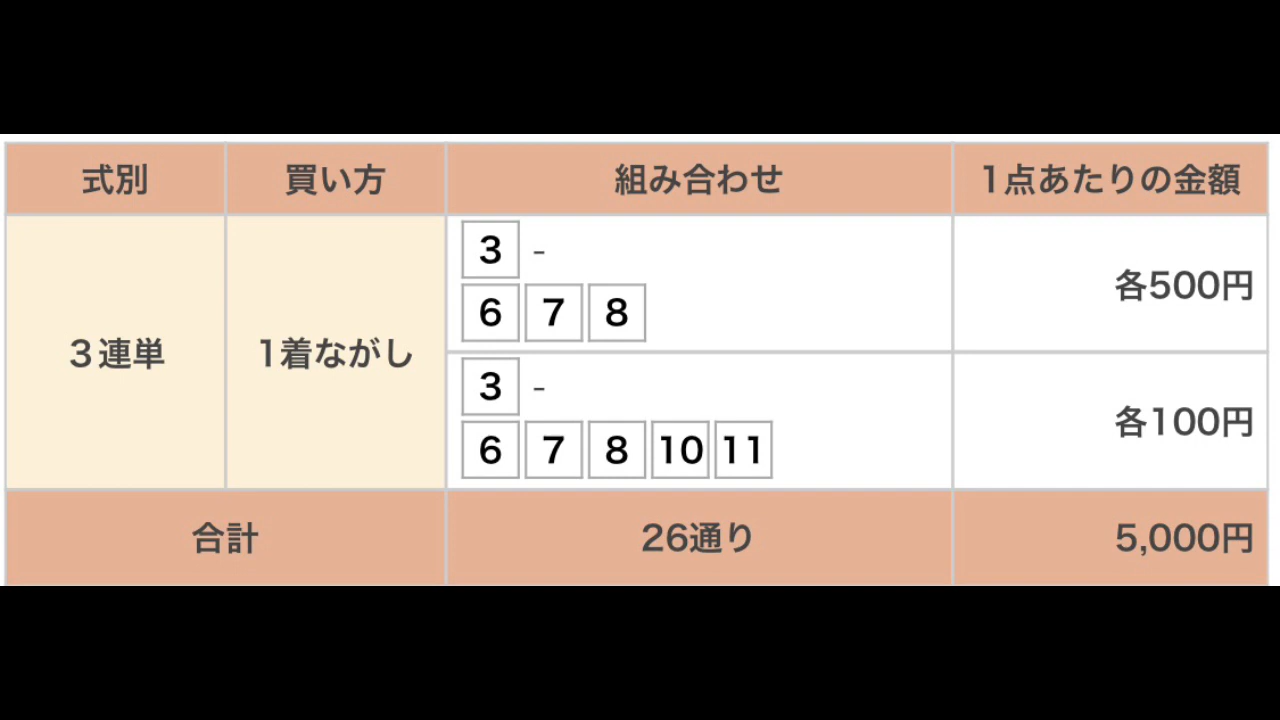 式別 買い方 組み合わせ 1点あたりの金額
3連単 1着ながし
3 -
6 7 8
各500円
3 -
6 7 8 10 11
各100円
合計 26通り 5,000円